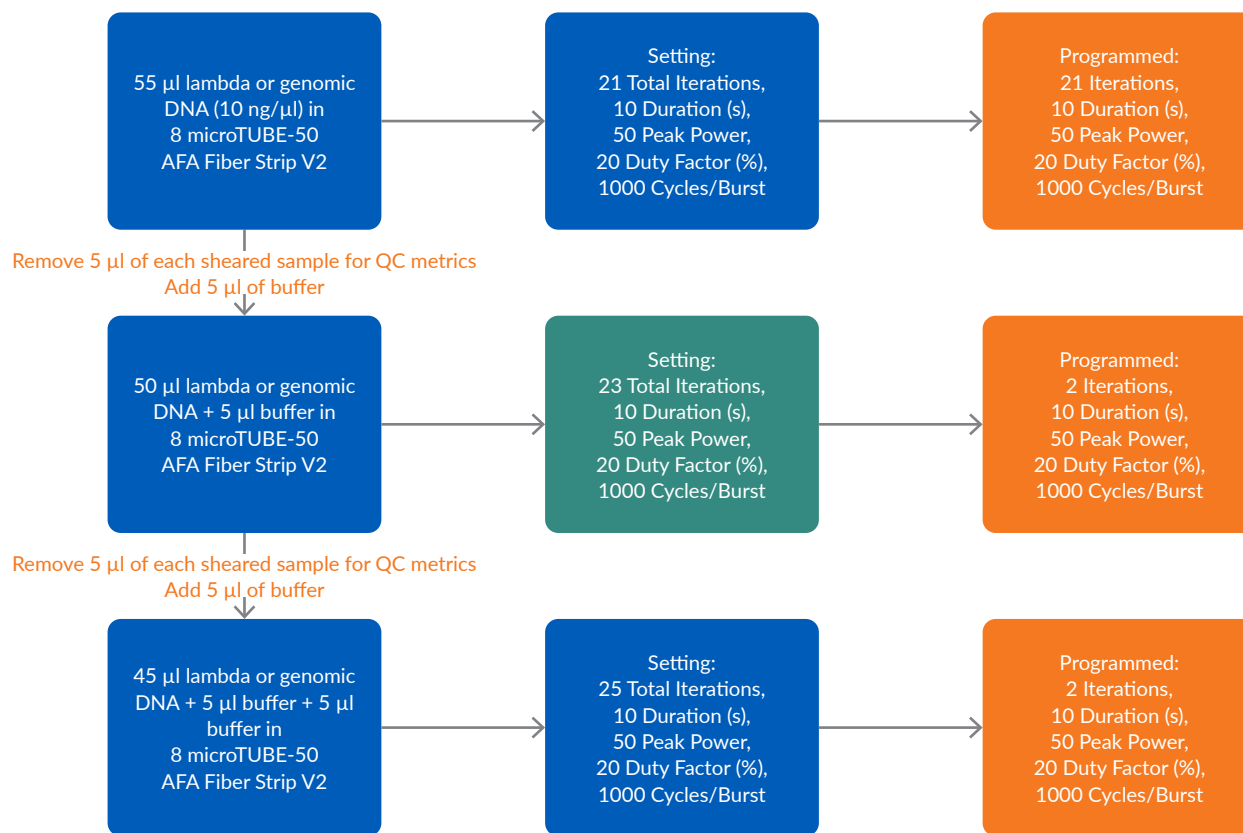 55 µl lambda or genomic
DNA (10 ng/µl) in
8 microTUBE-50
AFA Fiber Strip V2
Setting:
21 Total Iterations,
10 Duration (s),
50 Peak Power,
20 Duty Factor (%),
1000 Cycles/Burst
Programmed:
21 Iterations,
10 Duration (s),
50 Peak Power,
20 Duty Factor (%),
1000 Cycles/Burst
Remove 5 µl of each sheared sample for QC metrics
Add 5 µl of buffer
50 µl lambda or genomic
DNA + 5 µl buffer in
8 microTUBE-50
AFA Fiber Strip V2
Setting:
23 Total Iterations,
10 Duration (s),
50 Peak Power,
20 Duty Factor (%),
1000 Cycles/Burst
Programmed:
2 Iterations,
10 Duration (s),
50 Peak Power,
20 Duty Factor (%),
1000 Cycles/Burst
Remove 5 µl of each sheared sample for QC metrics
Add 5 µl of buffer
45 µl lambda or genomic
DNA + 5 µl buffer + 5 µl
buffer in
8 microTUBE-50
AFA Fiber Strip V2
Setting:
25 Total Iterations,
10 Duration (s),
50 Peak Power,
20 Duty Factor (%),
1000 Cycles/Burst
Programmed:
2 Iterations,
10 Duration (s),
50 Peak Power,
20 Duty Factor (%),
1000 Cycles/Burst